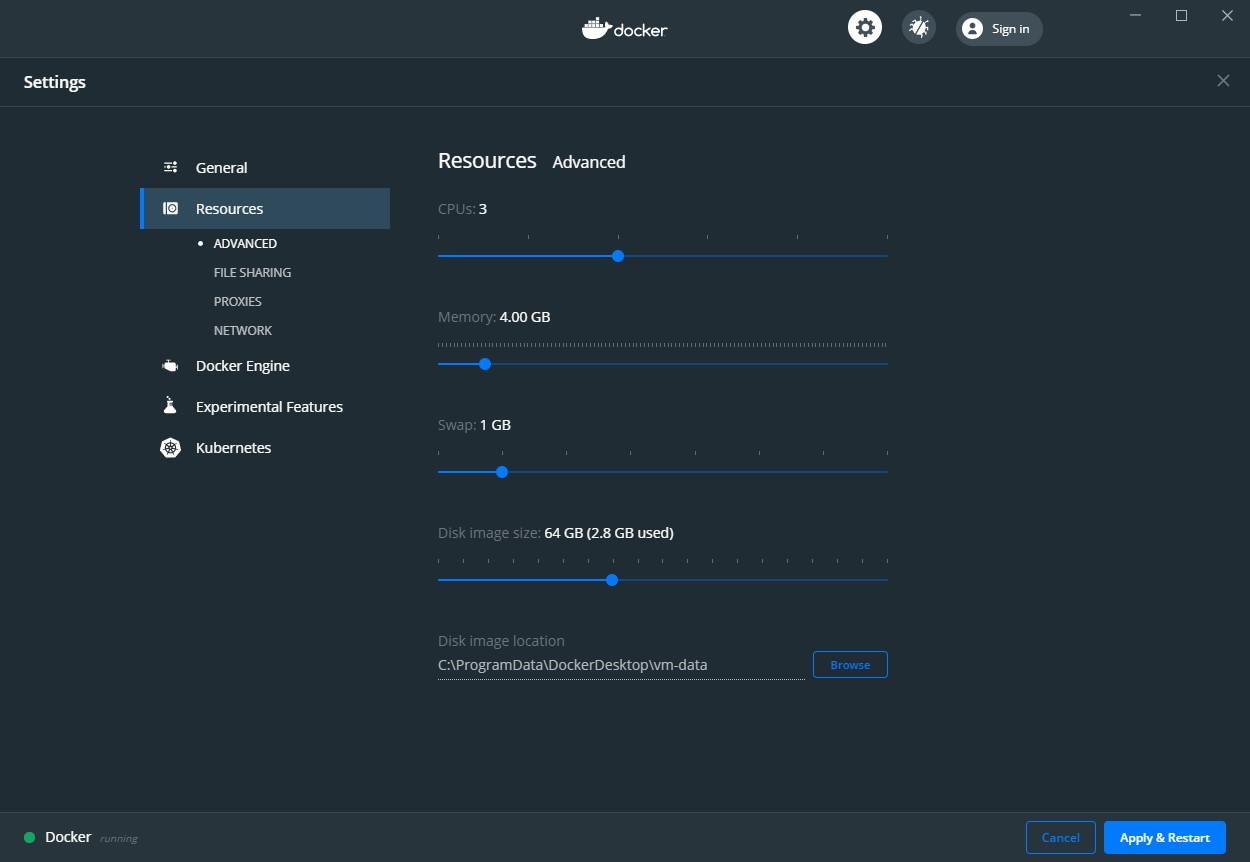 docker
Sign in
Settings
General
Resources
ADVANCED
FILE SHARING
PROXIES
NETWORK
Docker Engine
Experimental Features
Kubernetes
Resources Advanced
CPUs: 3
Memory: 4.00 GB
Swap: 1 GB
Disk image size: 64 GB (2.8 GB used)
Disk image location
C:\ProgramData\DockerDesktop\vm-data
Browse
Docker running
Cancel
Apply & Restart